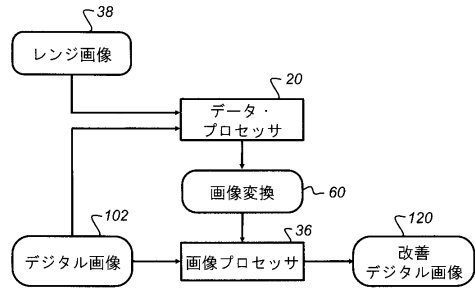 38
レンジ画像
20
データ・
プロセッサ
画像変換
60
102
デジタル画像
36
画像プロセッサ
120
改善
デジタル画像